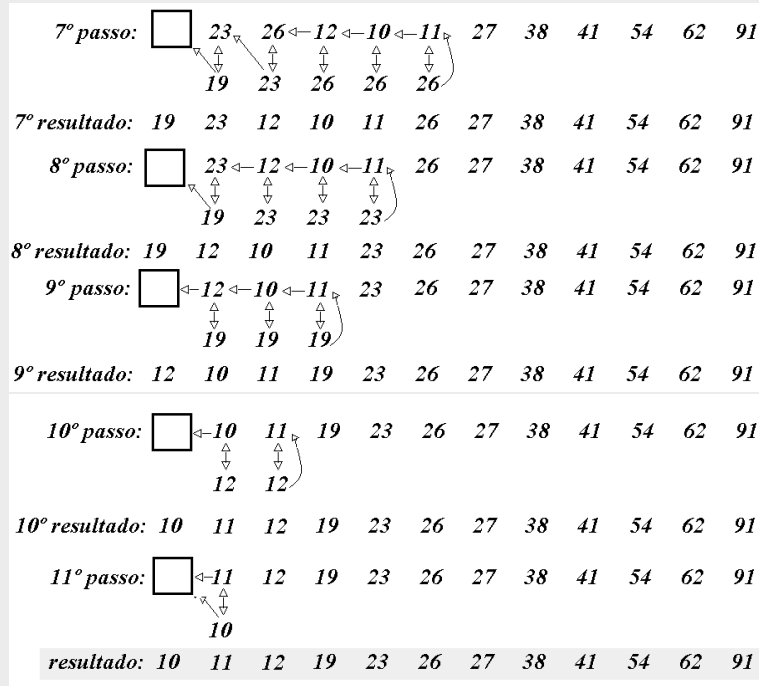 7º passo: 23 26 12 10 11 27 38 41 54 62 91
19 23 26 26 26
7º resultado: 19 23 12 10 11 26 27 38 41 54 62 91
8º passo: 23 12 10 11 26 27 38 41 54 62 91
19 23 23 23
8º resultado: 19 12 10 11 23 26 27 38 41 54 62 91
9º passo: 12 10 11 23 26 27 38 41 54 62 91
19 19 19
9º resultado: 12 10 11 19 23 26 27 38 41 54 62 91
10º passo: 10 11 19 23 26 27 38 41 54 62 91
12 12
10º resultado: 10 11 12 19 23 26 27 38 41 54 62 91
11º passo: 11 12 19 23 26 27 38 41 54 62 91
10
resultado: 10 11 12 19 23 26 27 38 41 54 62 91